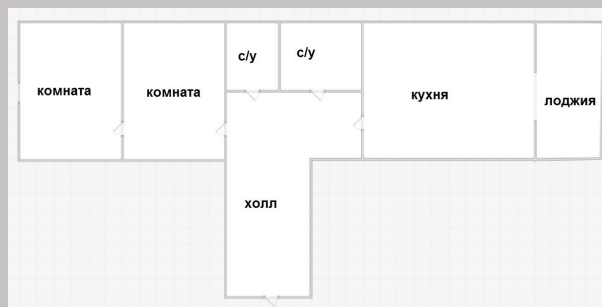 с/у
с/у
комната
комната
кухня
лоджия
холл